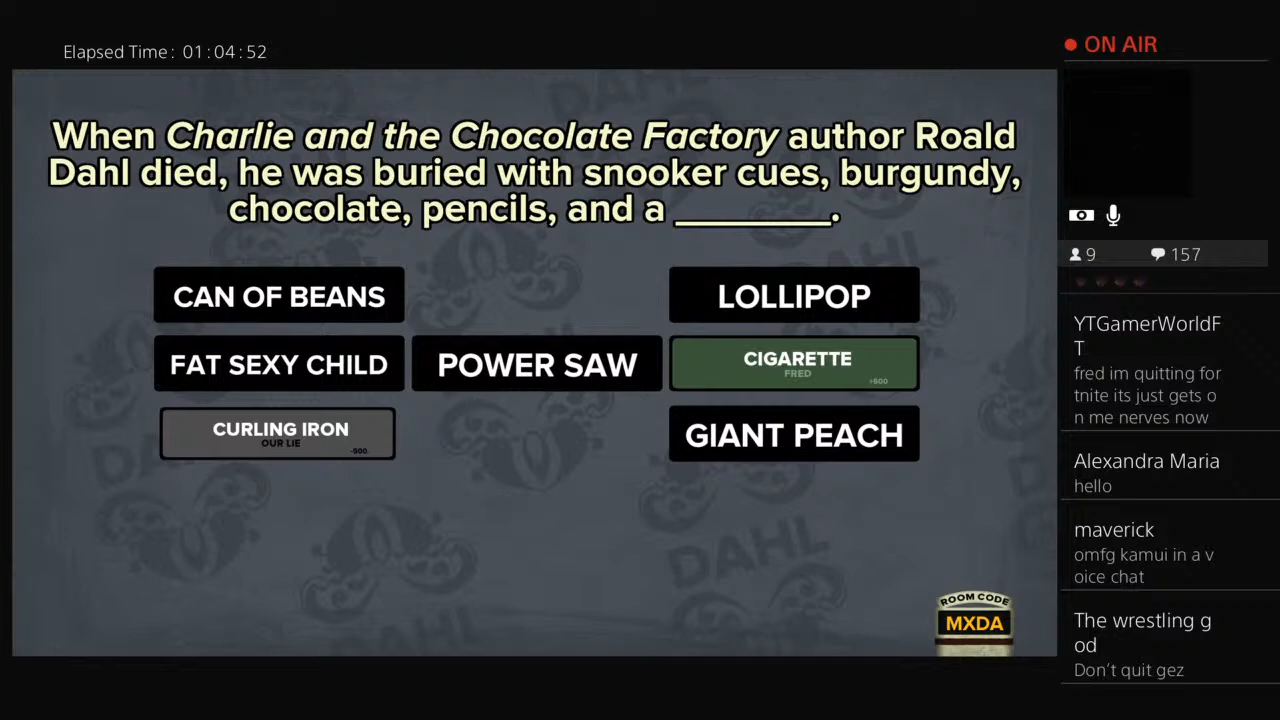 Elapsed Time: 01:04:52
ON AIR
When Charlie and the Chocolate Factory author Roald
Dahl died, he was buried with snooker cues, burgundy,
chocolate, pencils, and a ________.
CAN OF BEANS
LOLLIPOP
FAT SEXY CHILD
POWER SAW
CIGARETTE
FRED
+600
CURLING IRON
OUR LIE
-600
GIANT PEACH
ROOM CODE
MXDA
9
157
YTGamerWorldF
T
fred im quitting for
tnite its just gets o
n me nerves now
Alexandra Maria
hello
maverick
omfg kamui in a v
oice chat
The wrestling g
od
Don't quit gez
DAHL
DAHL